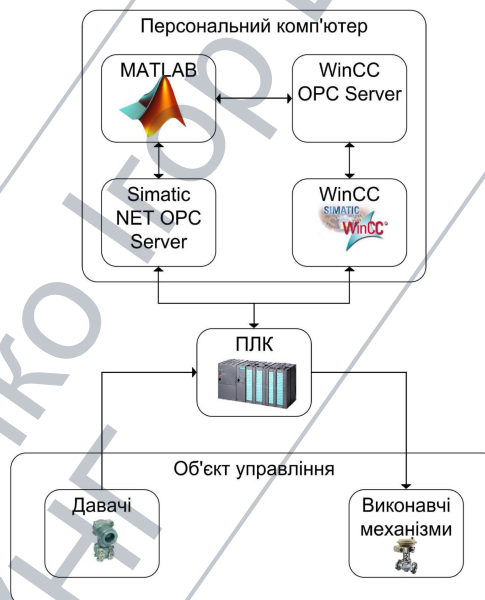 Персональний комп'ютер
MATLAB
WinCC
OPC Server
Simatic
NET OPC
Server
WinCC
SIMATIC
WinCC®
ПЛК
Об'єкт управління
Давачі
Виконавчі
механізми
Ігор